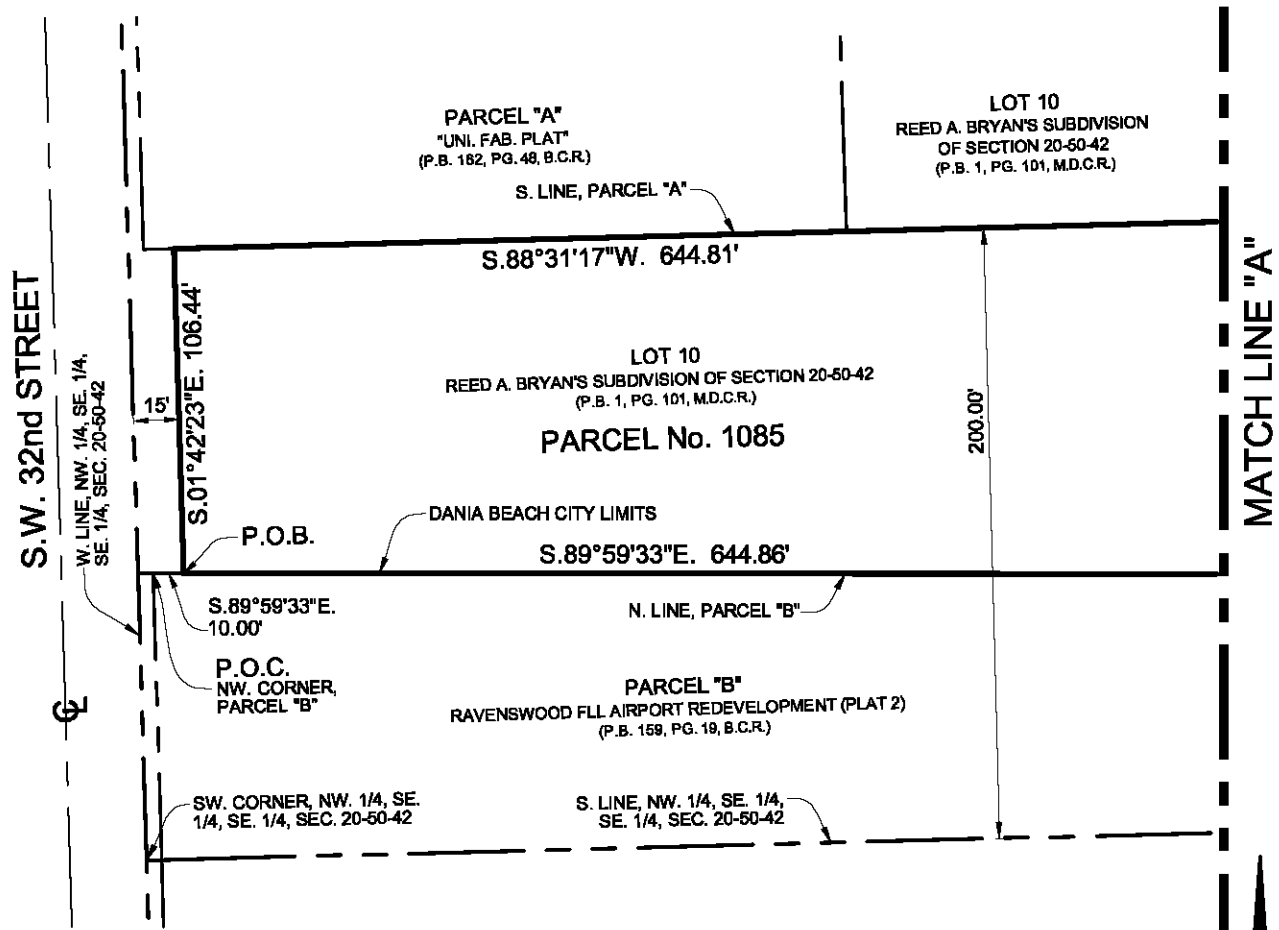 PARCEL "A"
"UNI. FAB. PLAT"
(P.B. 162, PG. 48, B.C.R.)
S. LINE, PARCEL "A"
LOT 10
REED A. BRYAN'S SUBDIVISION
OF SECTION 20-50-42
(P.B. 1, PG. 101, M.D.C.R.)
S.88°31'17"W. 644.81'
S.W. 32nd STREET
W. LINE, NW. 1/4, SE. 1/4,
SE. 1/4, SEC. 20-50-42
15'
S.01°42'23"E. 106.44'
LOT 10
REED A. BRYAN'S SUBDIVISION OF SECTION 20-50-42
(P.B. 1, PG. 101, M.D.C.R.)
PARCEL No. 1085
200.00'
MATCH LINE "A"
DANIA BEACH CITY LIMITS
P.O.B.
S.89°59'33"E. 644.86'
S.89°59'33"E.
10.00'
N. LINE, PARCEL "B"
P.O.C.
NW. CORNER,
PARCEL "B"
PARCEL "B"
RAVENSWOOD FLL AIRPORT REDEVELOPMENT (PLAT 2)
(P.B. 159, PG. 19, B.C.R.)
CL
SW. CORNER, NW. 1/4, SE.
1/4, SE. 1/4, SEC. 20-50-42
S. LINE, NW. 1/4, SE. 1/4,
SE. 1/4, SEC. 20-50-42